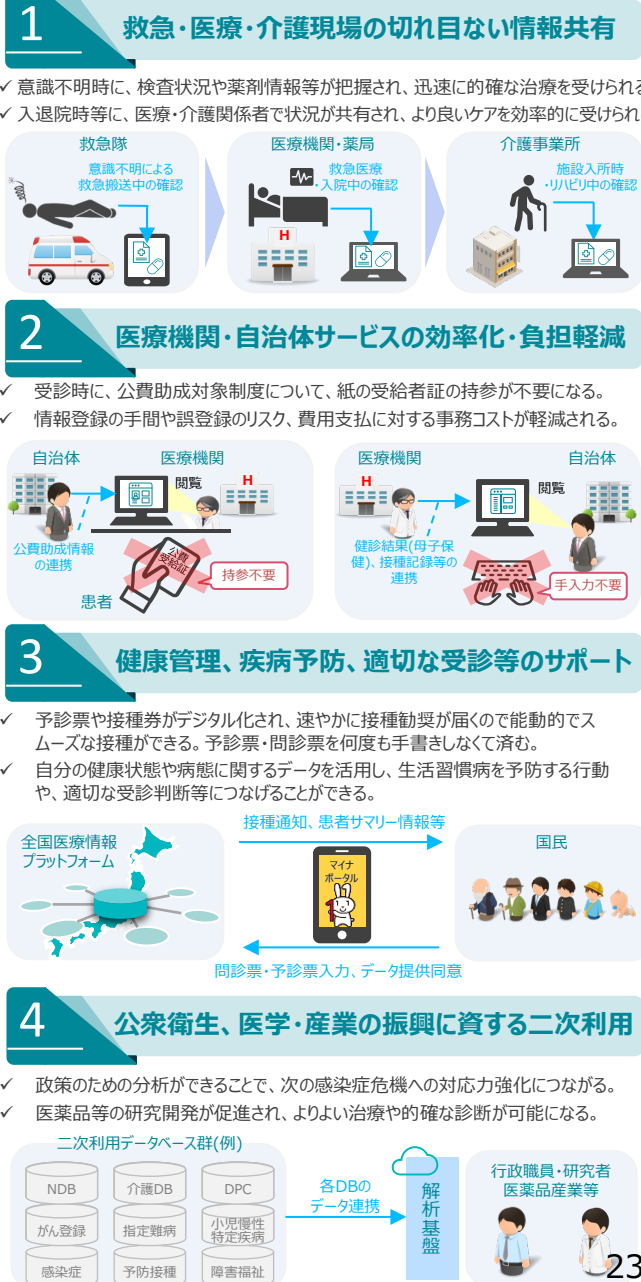 1
救急・医療・介護現場の切れ目ない情報共有
✓ 意識不明時に、検査状況や薬剤情報等が把握され、迅速に的確な治療を受けられる
✓ 入退院時等に、医療・介護関係者で状況が共有され、より良いケアを効率的に受けられ
救急隊
意識不明による
救急搬送中の確認
医療機関・薬局
救急医療
・入院中の確認
H
介護事業所
施設入所時
・リハビリ中の確認
2
医療機関・自治体サービスの効率化・負担軽減
✓ 受診時に、公費助成対象制度について、紙の受給者証の持参が不要になる。
✓ 情報登録の手間や誤登録のリスク、費用支払に対する事務コストが軽減される。
自治体
医療機関
閲覧
H
公費助成情報
の連携
公費
受給証
持参不要
患者
医療機関
自治体
H
閲覧
健診結果(母子保
健)、接種記録等の
連携
手入力不要
3
健康管理、疾病予防、適切な受診等のサポート
✓ 予診票や接種券がデジタル化され、速やかに接種勧奨が届くので能動的でス
ムーズな接種ができる。予診票・問診票を何度も手書きしなくて済む。
✓ 自分の健康状態や病態に関するデータを活用し、生活習慣病を予防する行動
や、適切な受診判断等につなげることができる。
全国医療情報
プラットフォーム
接種通知、患者サマリー情報等
マイナ
ポータル
国民
問診票・予診票入力、データ提供同意
4
公衆衛生、医学・産業の振興に資する二次利用
✓ 政策のための分析ができることで、次の感染症危機への対応力強化につながる。
✓ 医薬品等の研究開発が促進され、よりよい治療や的確な診断が可能になる。
二次利用データベース群(例)
NDB
介護DB
DPC
がん登録
指定難病
小児慢性
特定疾病
感染症
予防接種
障害福祉
各DBの
データ連携
解析基盤
行政職員・研究者
医薬品産業等
23